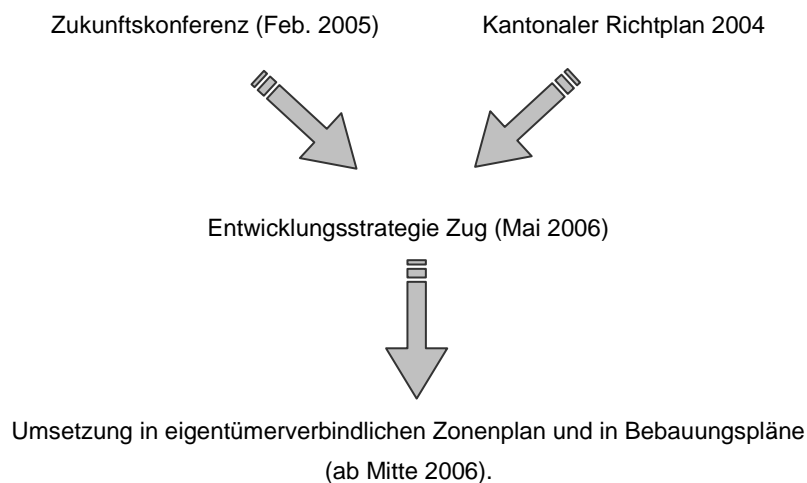 Zukunftskonferenz (Feb. 2005)
Kantonaler Richtplan 2004
Entwicklungsstrategie Zug (Mai 2006)
Umsetzung in eigentümerverbindlichen Zonenplan und in Bebauungspläne
(ab Mitte 2006).